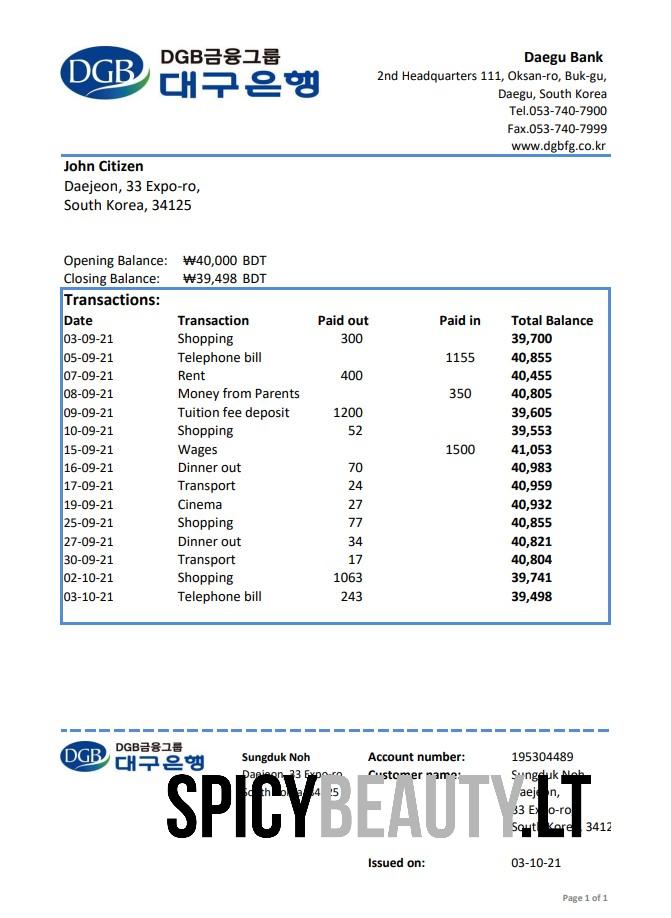 DGB
DGB금융그룹
대구은행
Daegu Bank
2nd Headquarters 111, Oksan-ro, Buk-gu,
Daegu, South Korea
Tel.053-740-7900
Fax.053-740-7999
www.dgbfg.co.kr
John Citizen
Daejeon, 33 Expo-ro,
South Korea, 34125
Opening Balance: ₩40,000 BDT
Closing Balance: ₩39,498 BDT
Transactions:
Date Transaction Paid out Paid in Total Balance
03-09-21 Shopping 300 39,700
05-09-21 Telephone bill 1155 40,855
07-09-21 Rent 400 40,455
08-09-21 Money from Parents 350 40,805
09-09-21 Tuition fee deposit 1200 39,605
10-09-21 Shopping 52 39,553
15-09-21 Wages 1500 41,053
16-09-21 Dinner out 70 40,983
17-09-21 Transport 24 40,959
19-09-21 Cinema 27 40,932
25-09-21 Shopping 77 40,855
27-09-21 Dinner out 34 40,821
30-09-21 Transport 17 40,804
02-10-21 Shopping 1063 39,741
03-10-21 Telephone bill 243 39,498
DGB
DGB금융그룹
대구은행
Sungduk Noh Account number: 195304489
Daejeon, 33 Expo-ro, Customer name: Sungduk Noh
Daejeon,
33 Expo-ro
South Korea, 3412
SPICYBEAUTY.LT
Issued on: 03-10-21
Page 1 of 1